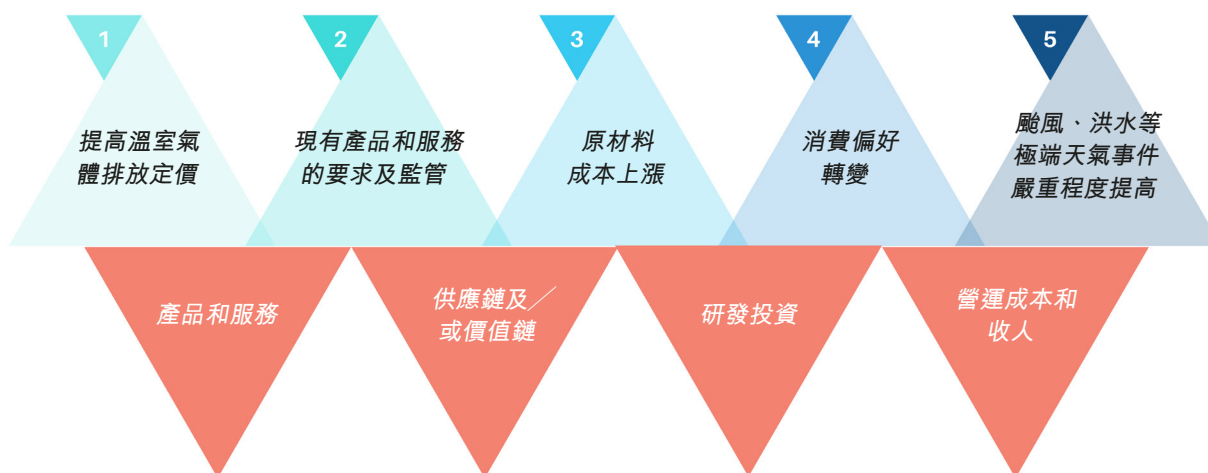 1
提高溫室氣
體排放定價
2
現有產品和服務
的要求及監管
3
原材料
成本上漲
4
消費偏好
轉變
5
颱風、洪水等
極端天氣事件
嚴重程度提高
產品和服務
供應鏈及／
或價值鏈
研發投資
營運成本和
收人